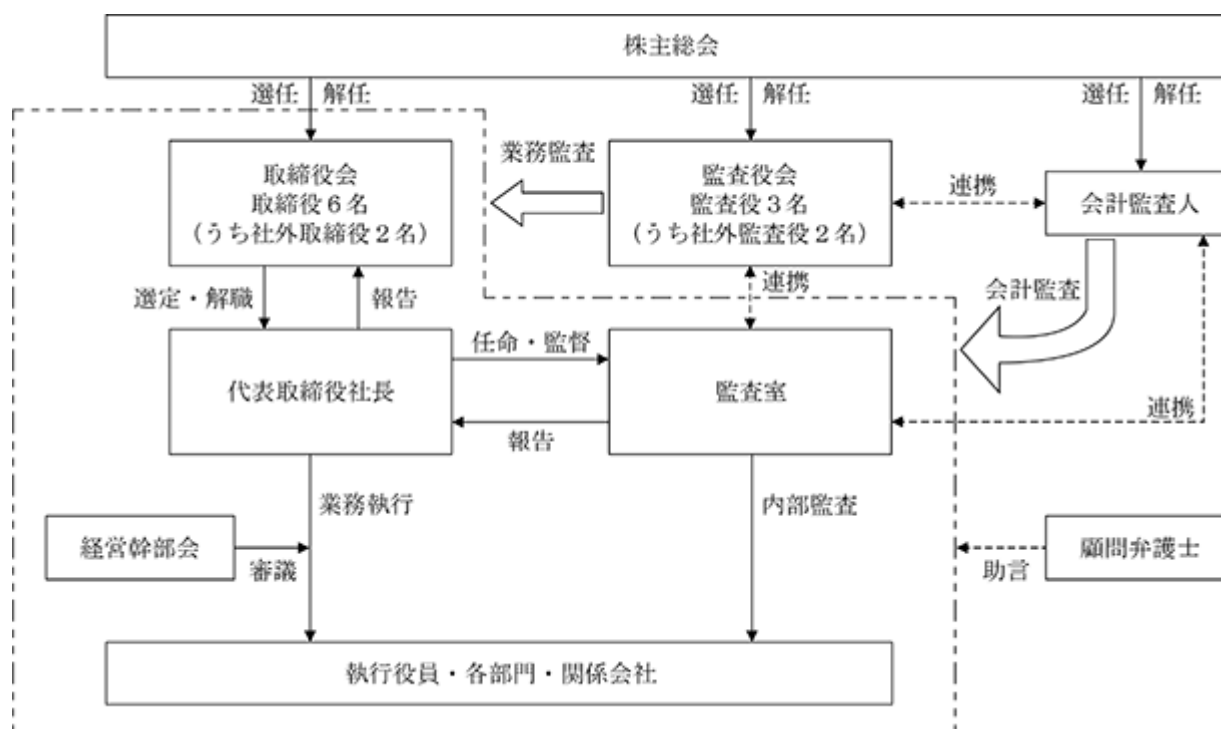 株主総会
選任 解任
選任 解任
選任 解任
取締役会
取締役6名
(うち社外取締役2名)
業務監査
監査役会
監査役3名
(うち社外監査役2名)
連携
会計監査人
選定・解職
報告
連携
会計監査
代表取締役社長
任命・監督
報告
監査室
連携
業務執行
内部監査
経営幹部会
審議
顧問弁護士
助言
執行役員・各部門・関係会社